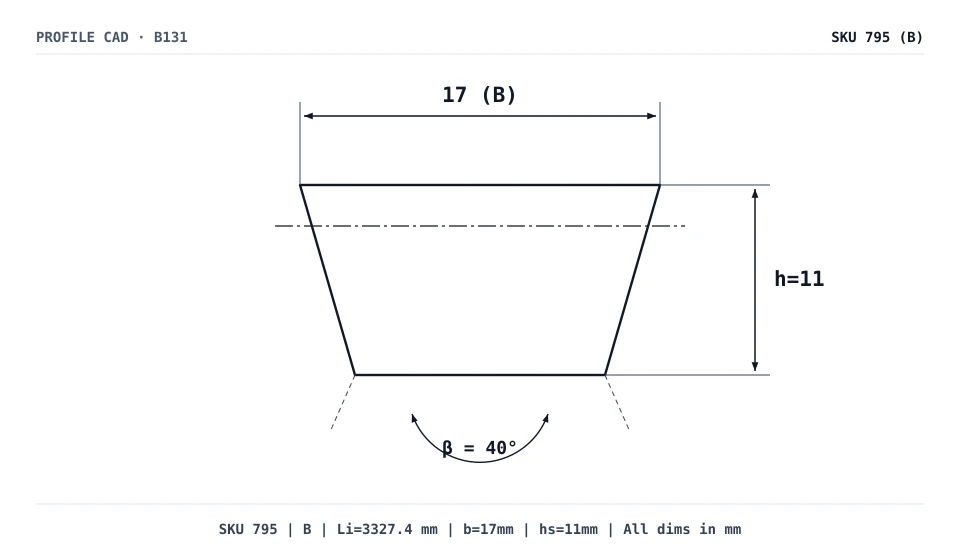 PROFILE CAD · B131
SKU 795 (B)
17 (B)
h=11
β = 40°
SKU 795 | B | Li=3327.4 mm | b=17mm | hs=11mm | All dims in mm